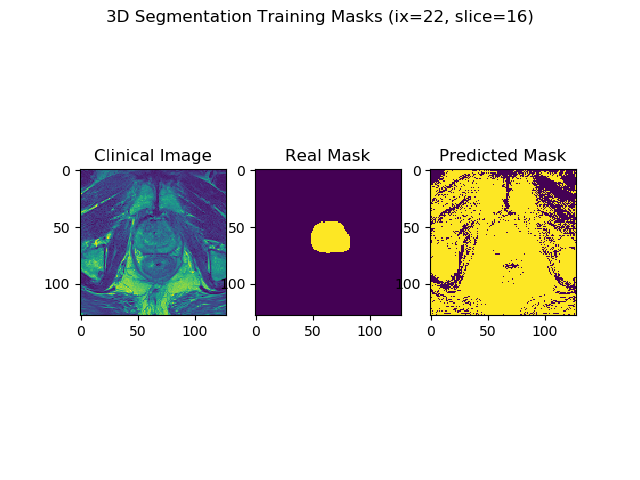 3D Segmentation Training Masks (ix=22, slice=16)
Clinical Image Real Mask Predicted Mask
0 0 0
50 50 50
100 100 100
0 50 100 0 50 100 0 50 100